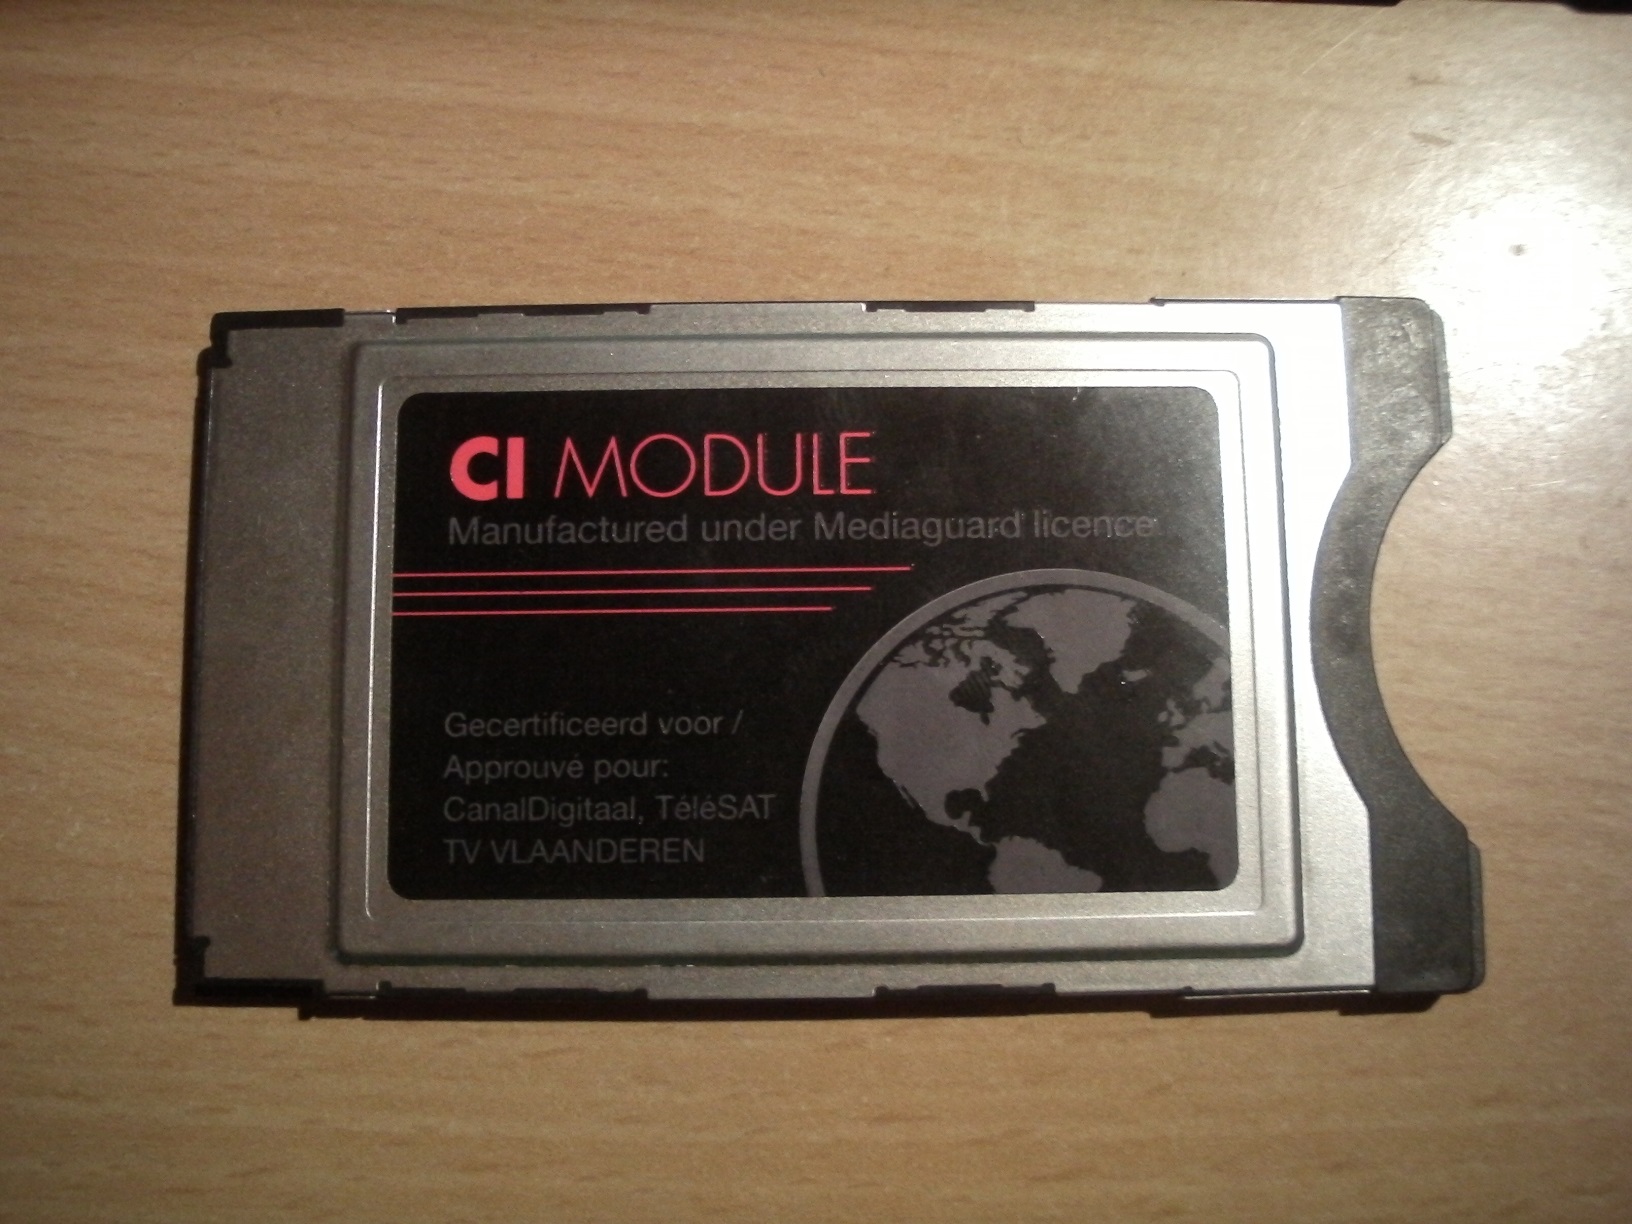 CI MODULE
Manufactured under Mediaguard licence
Gecertificeerd voor /
Approuvé pour:
CanalDigitaal, TéléSAT
TV VLAANDEREN